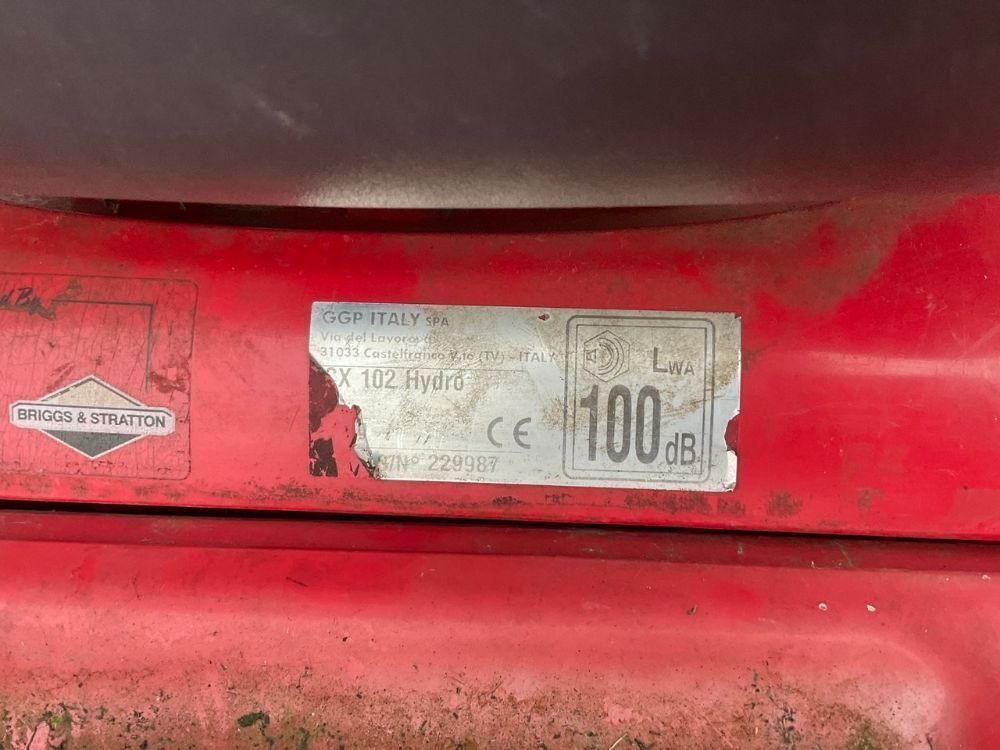 BRIGGS & STRATTON
GGP ITALY SPA
Via del Lavoro
31033 Castelfranco V.to (TV) - ITALY
102 Hydro
CE
N° 229987
LWA
100 dB